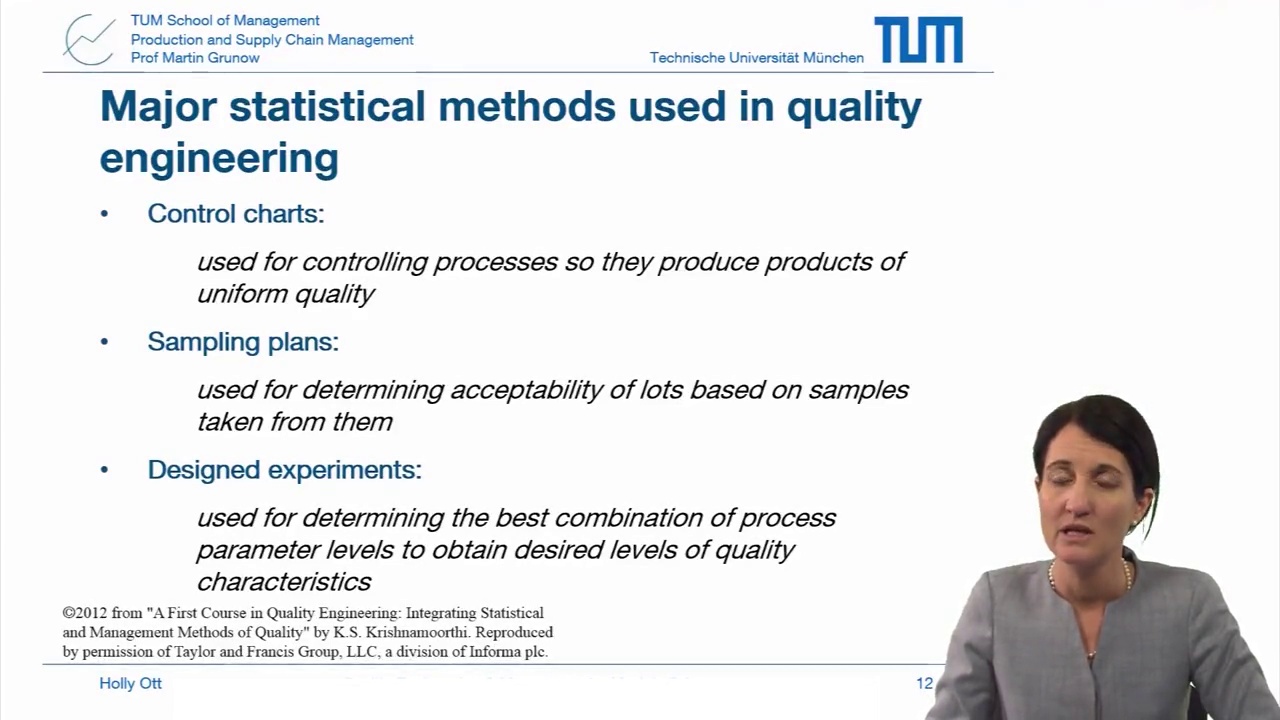 TUM School of Management
Production and Supply Chain Management
Prof Martin Grunow
Technische Universität München
TUM
Major statistical methods used in quality
engineering
• Control charts:
used for controlling processes so they produce products of
uniform quality
• Sampling plans:
used for determining acceptability of lots based on samples
taken from them
• Designed experiments:
used for determining the best combination of process
parameter levels to obtain desired levels of quality
characteristics
©2012 from "A First Course in Quality Engineering: Integrating Statistical
and Management Methods of Quality" by K.S. Krishnamoorthi. Reproduced
by permission of Taylor and Francis Group, LLC, a division of Informa plc.
Holly Ott
12